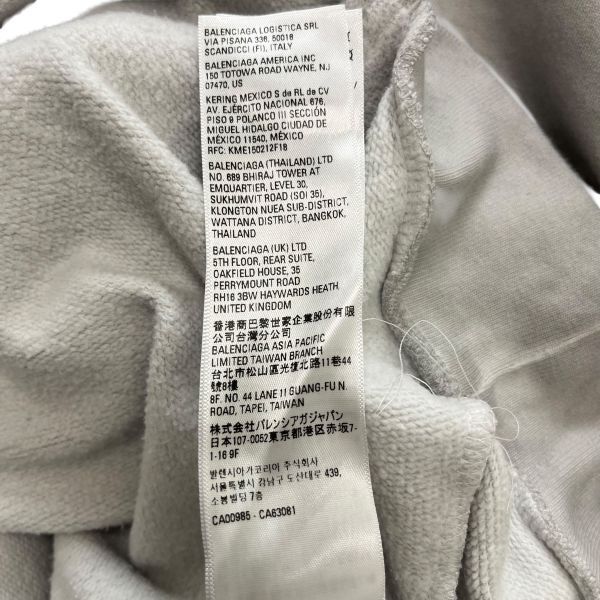 BALENCIAGA LOGISTICA SRL
VIA PISANA 336, 50018
SCANDICCI (FI), ITALY
BALENCIAGA AMERICA INC
150 TOTOWA ROAD WAYNE, NJ
07470, US
KERING MEXICO S de RL de CV
AV. EJÉRCITO NACIONAL 676,
PISO 9 POLANCO III SECCIÓN
MIGUEL HIDALGO CIUDAD DE
MÉXICO 11540, MÉXICO
RFC: KME150212F18
BALENCIAGA (THAILAND) LTD
NO. 689 BHIRAJ TOWER AT
EMQUARTIER, LEVEL 30,
SUKHUMVIT ROAD (SOI 35),
KLONGTON NUEA SUB-DISTRICT,
WATTANA DISTRICT, BANGKOK,
THAILAND
BALENCIAGA (UK) LTD
5TH FLOOR, REAR SUITE,
OAKFIELD HOUSE, 35
PERRYMOUNT ROAD
RH16 3BW HAYWARDS HEATH
UNITED KINGDOM
香港商巴黎世家企業股份有限
公司台灣分公司
BALENCIAGA ASIA PACIFIC
LIMITED TAIWAN BRANCH
台北市松山區光復北路11巷44
號8樓
8F. NO. 44 LANE 11 GUANG-FU N.
ROAD, TAIPEI, TAIWAN
株式会社バレンシアガジャパン
日本107-0052東京都港区赤坂7-
1-16 9F
발렌시아가코리아 주식회사
서울특별시 강남구 도산대로 439,
소봉빌딩 7층
CA00985 - CA63081